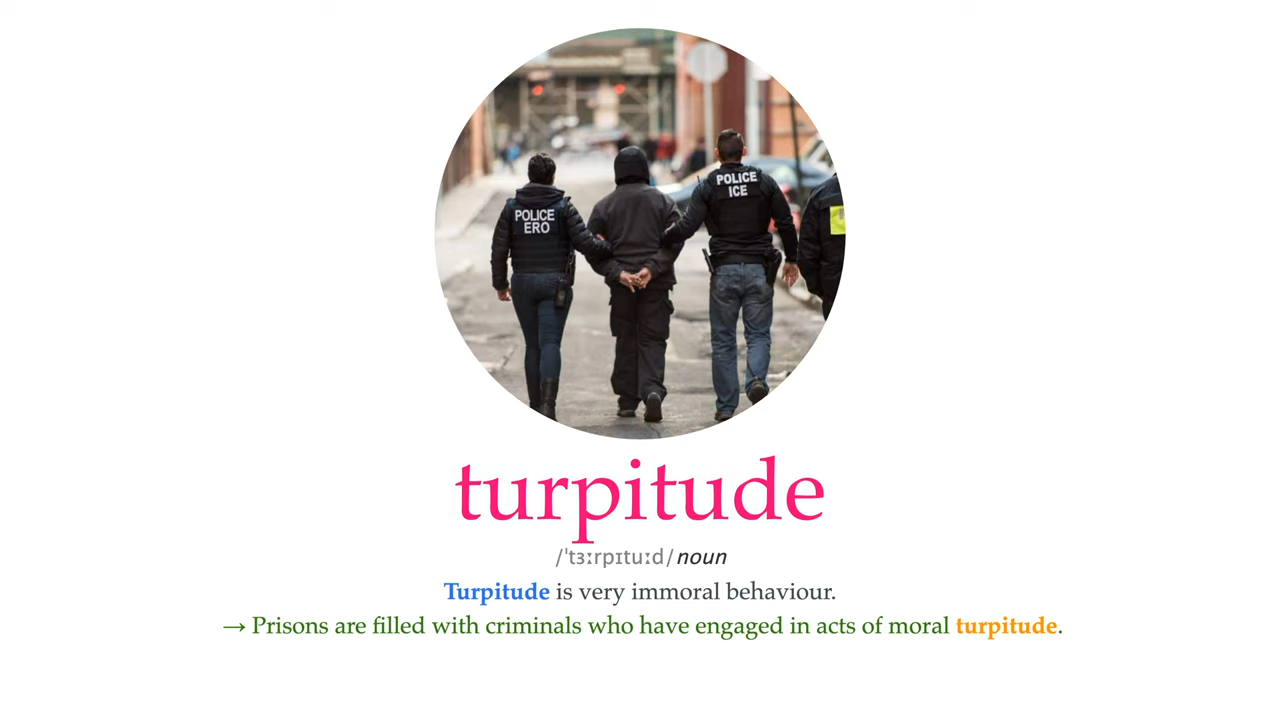 POLICE
ERO
POLICE
ICE
turpitude
/ˈtɜːrpɪtuːd/ noun
Turpitude is very immoral behaviour.
→ Prisons are filled with criminals who have engaged in acts of moral turpitude.